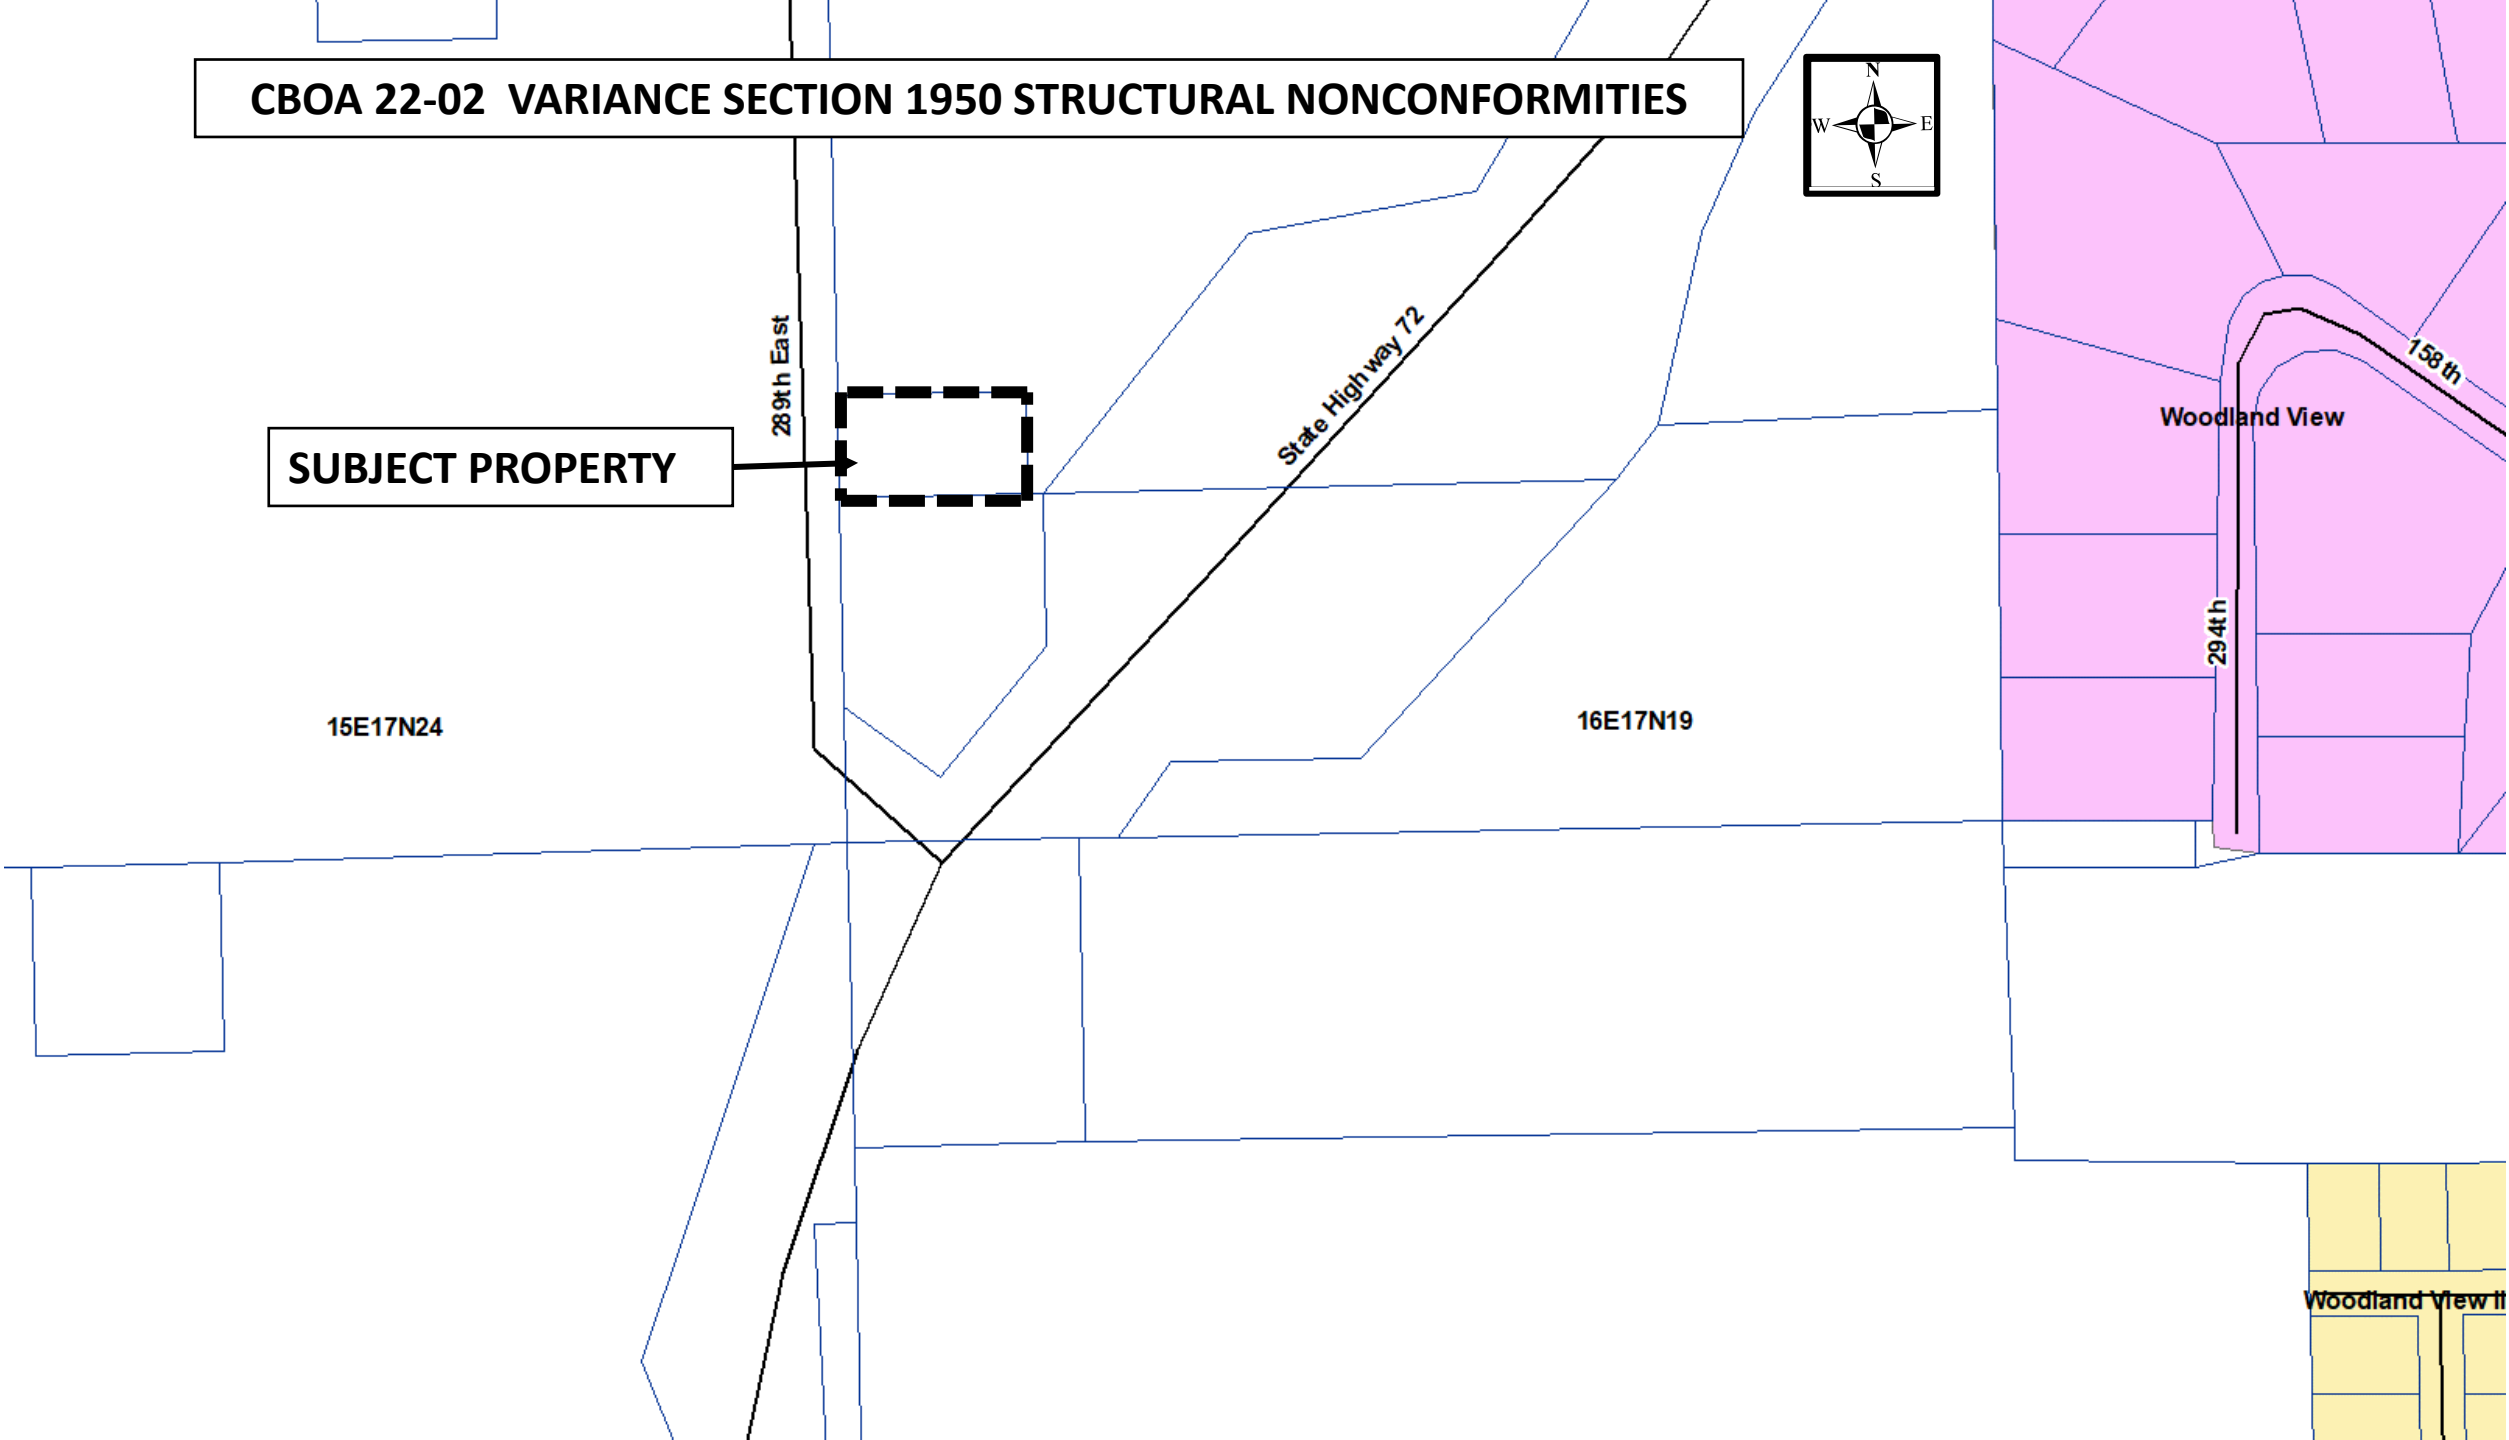 CBOA 22-02 VARIANCE SECTION 1950 STRUCTURAL NONCONFORMITIES
N
W E
S
289th East
State Highway 72
158th
Woodland View
SUBJECT PROPERTY
294th
15E17N24
16E17N19
Woodland View II